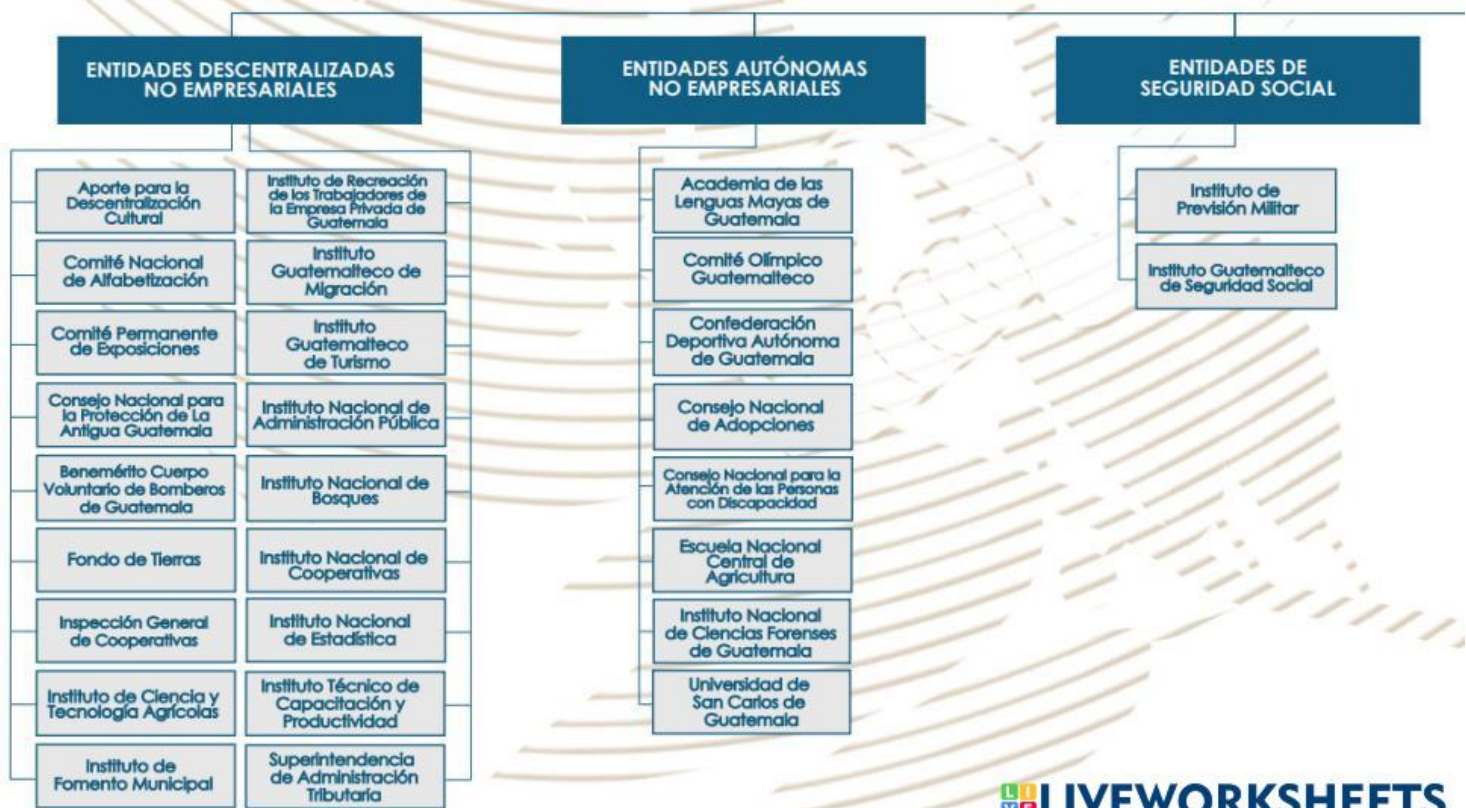 ENTIDADES DESCENTRALIZADAS
NO EMPRESARIALES
Aporte para la
Descentralización
Cultural
Comité Nacional
de Alfabetización
Comité Permanente
de Exposiciones
Consejo Nacional para
la Protección de La
Antigua Guatemala
Benemérito Cuerpo
Voluntario de Bomberos
de Guatemala
Fondo de Tierras
Inspección General
de Cooperativas
Instituto de Ciencia y
Tecnología Agrícolas
Instituto de
Fomento Municipal
Instituto de Recreación
de los Trabajadores de
la Empresa Privada de
Guatemala
Instituto
Guatemalteco de
Migración
Instituto
Guatemalteco
de Turismo
Instituto Nacional de
Administración Pública
Instituto Nacional de
Bosques
Instituto Nacional de
Cooperativas
Instituto Nacional
de Estadística
Instituto Técnico de
Capacitación y
Productividad
Superintendencia
de Administración
Tributaria
ENTIDADES AUTÓNOMAS
NO EMPRESARIALES
Academia de las
Lenguas Mayas de
Guatemala
Comité Olímpico
Guatemalteco
Confederación
Deportiva Autónoma
de Guatemala
Consejo Nacional
de Adopciones
Consejo Nacional para la
Atención de las Personas
con Discapacidad
Escuela Nacional
Central de
Agricultura
Instituto Nacional
de Ciencias Forenses
de Guatemala
Universidad de
San Carlos de
Guatemala
ENTIDADES DE
SEGURIDAD SOCIAL
Instituto de
Previsión Militar
Instituto Guatemalteco
de Seguridad Social
LIVEWORKSHEETS